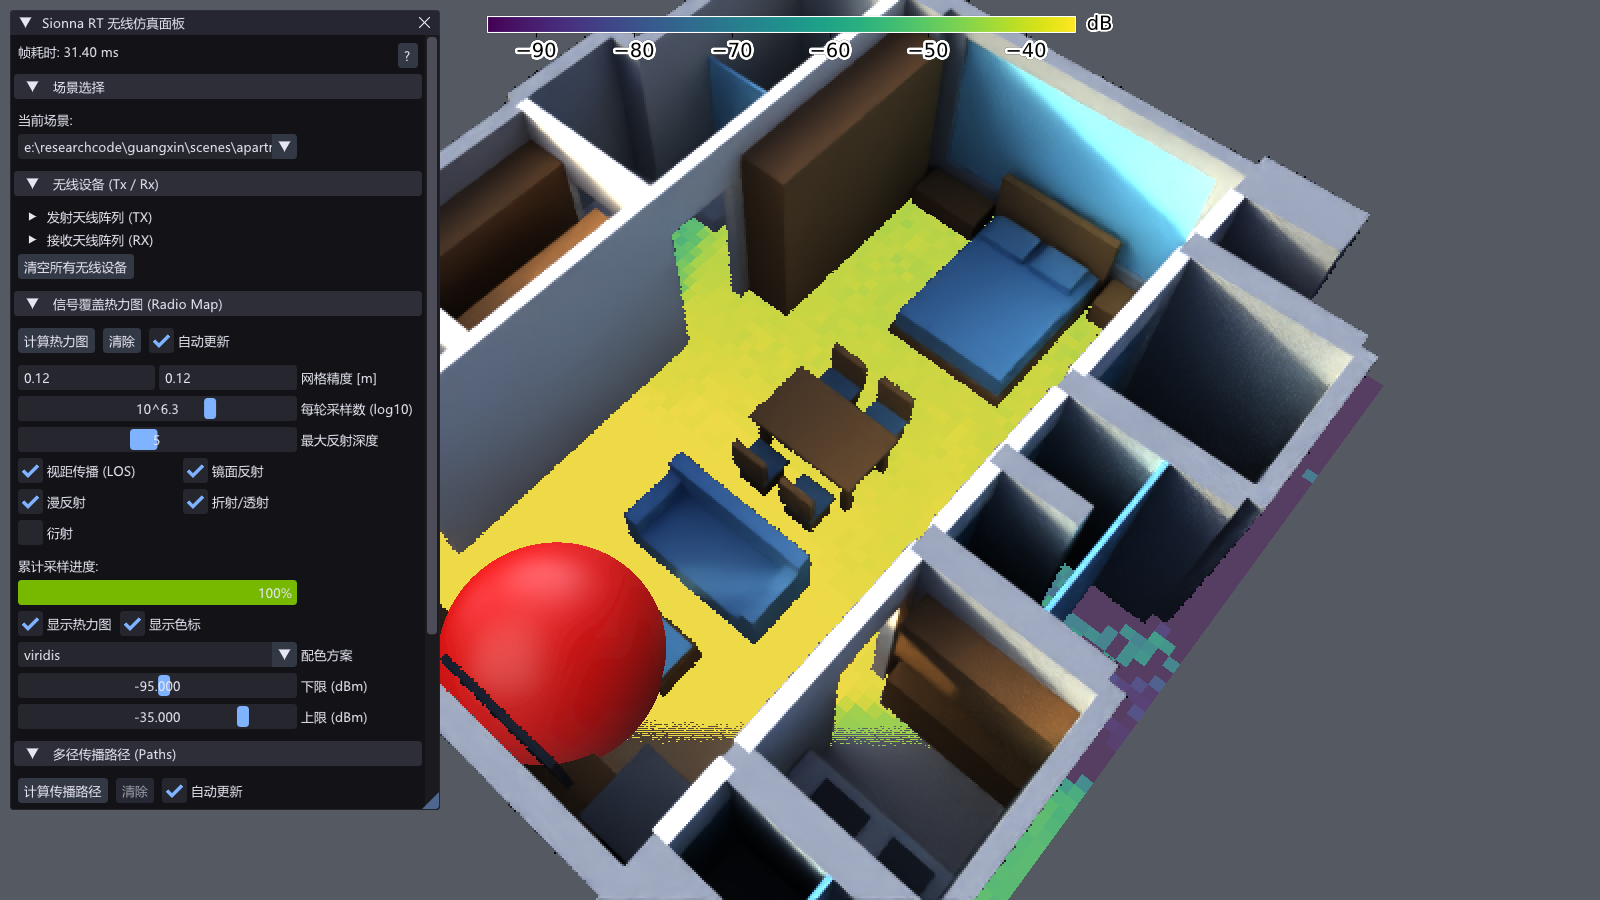 Sionna RT 无线仿真面板
帧耗时: 31.40 ms
?
场景选择
当前场景:
e:\researchcode\guangxin\scenes\apartr
无线设备 (Tx / Rx)
发射天线阵列 (TX)
接收天线阵列 (RX)
清空所有无线设备
信号覆盖热力图 (Radio Map)
计算热力图 清除 自动更新
0.12 0.12 网格精度 [m]
10^6.3 每轮采样数 (log10)
5 最大反射深度
视距传播 (LOS) 镜面反射
漫反射 折射/透射
衍射
累计采样进度:
100%
显示热力图 显示色标
viridis 配色方案
-95.000 下限 (dBm)
-35.000 上限 (dBm)
多径传播路径 (Paths)
计算传播路径 清除 自动更新
dB
−90 −80 −70 −60 −50 −40